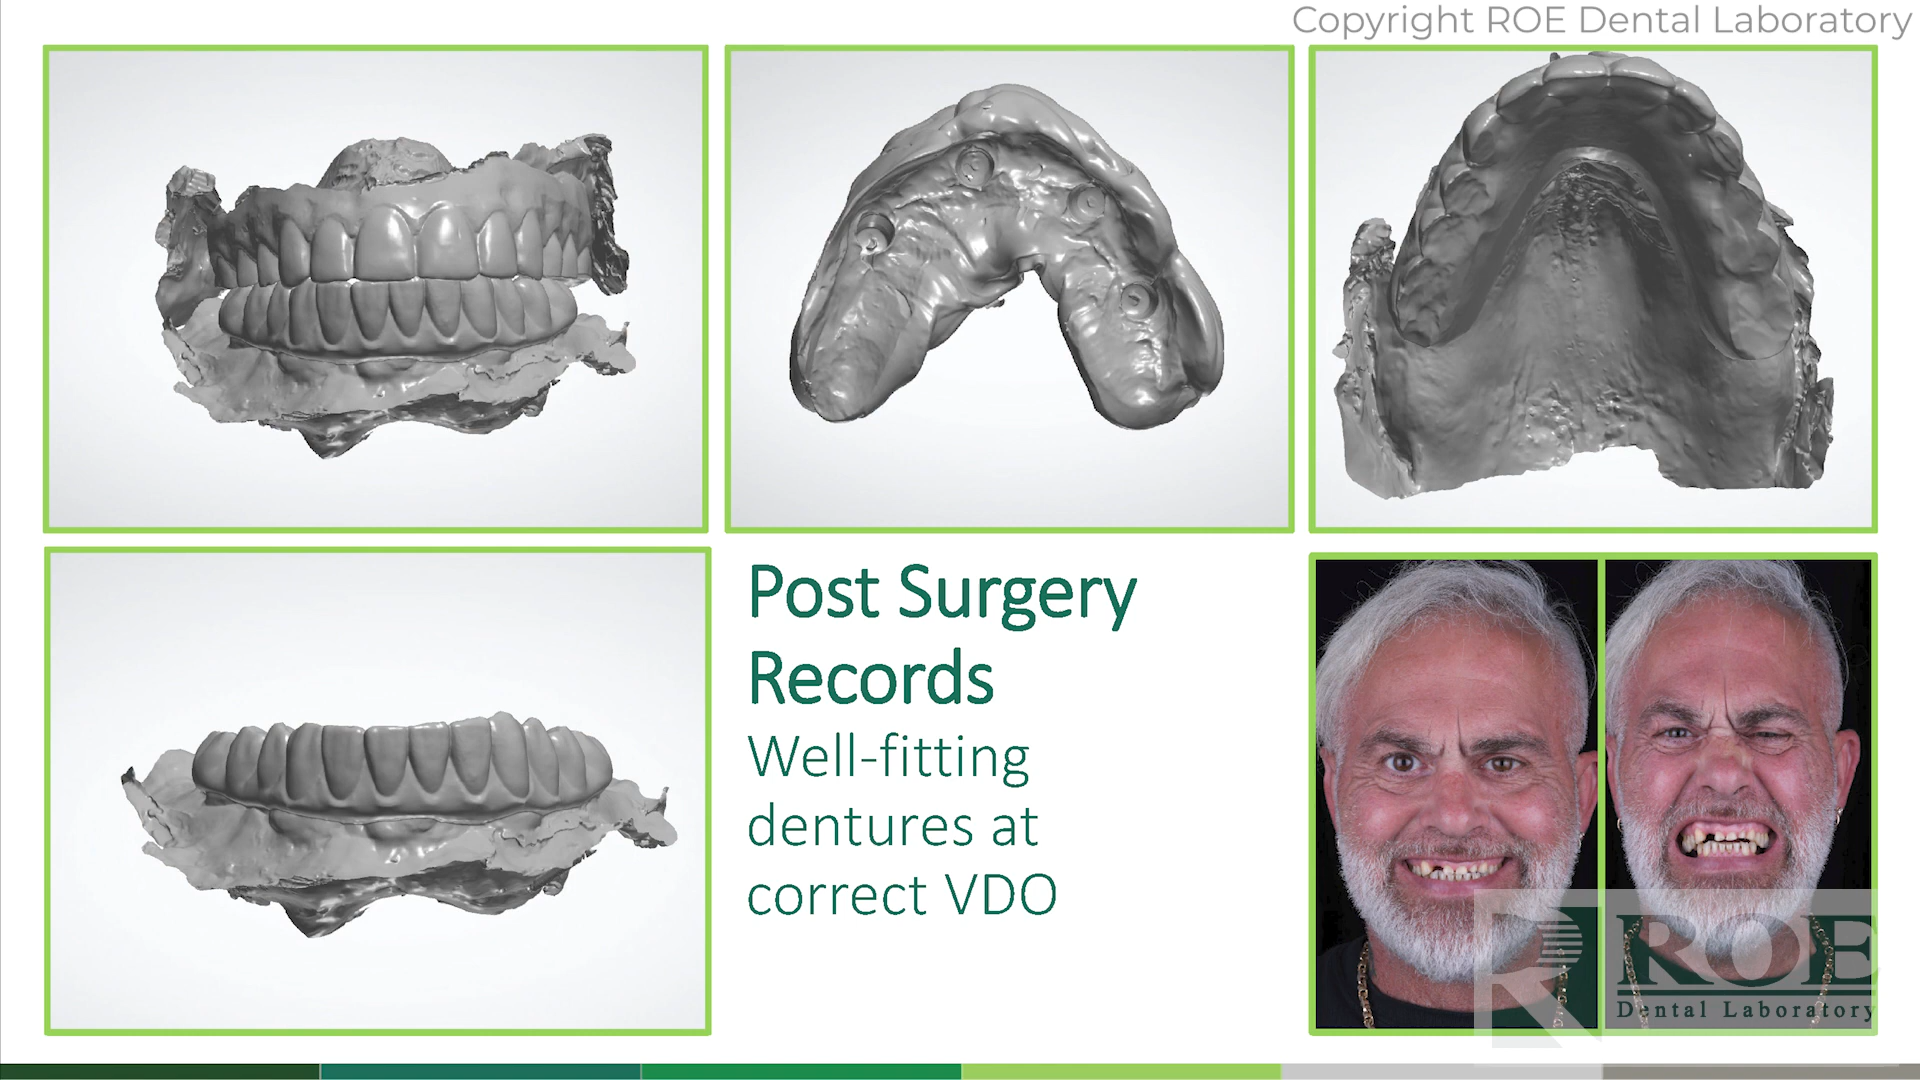 Copyright ROE Dental Laboratory
Post Surgery
Records
Well-fitting
dentures at
correct VDO
ROE
Dental Laboratory